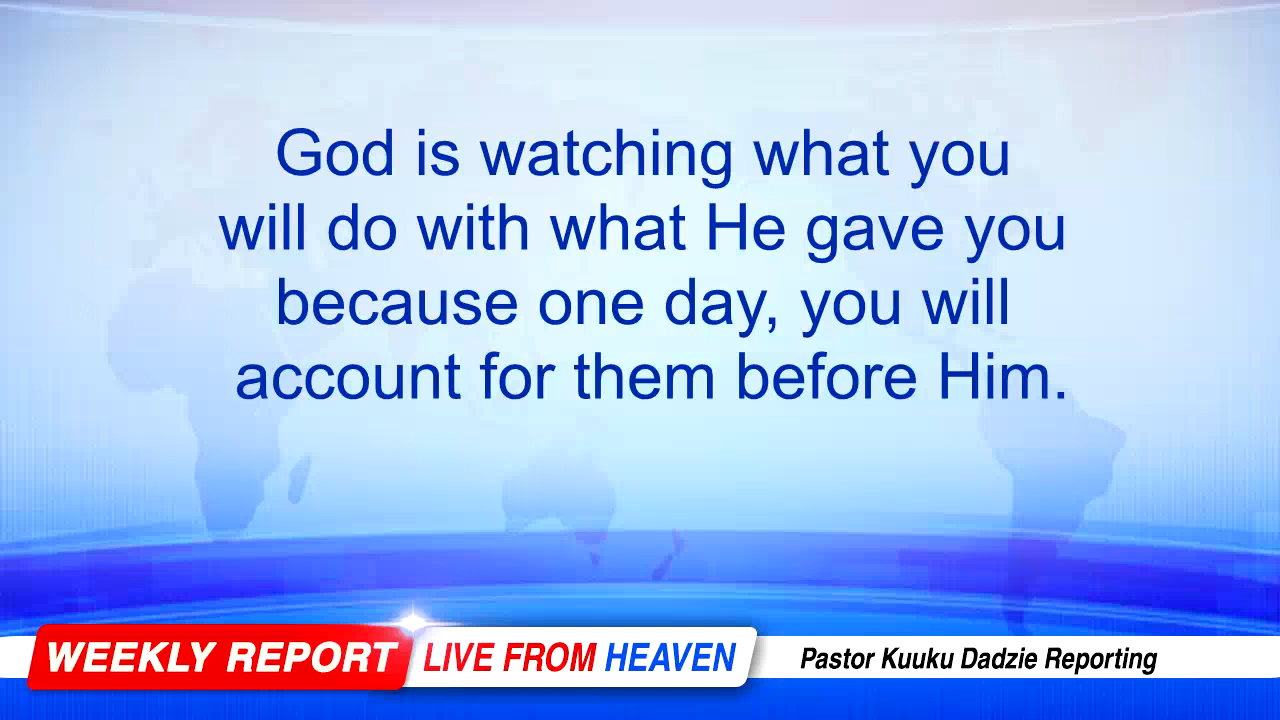 God is watching what you
will do with what He gave you
because one day, you will
account for them before Him.
WEEKLY REPORT LIVE FROM HEAVEN Pastor Kuuku Dadzie Reporting